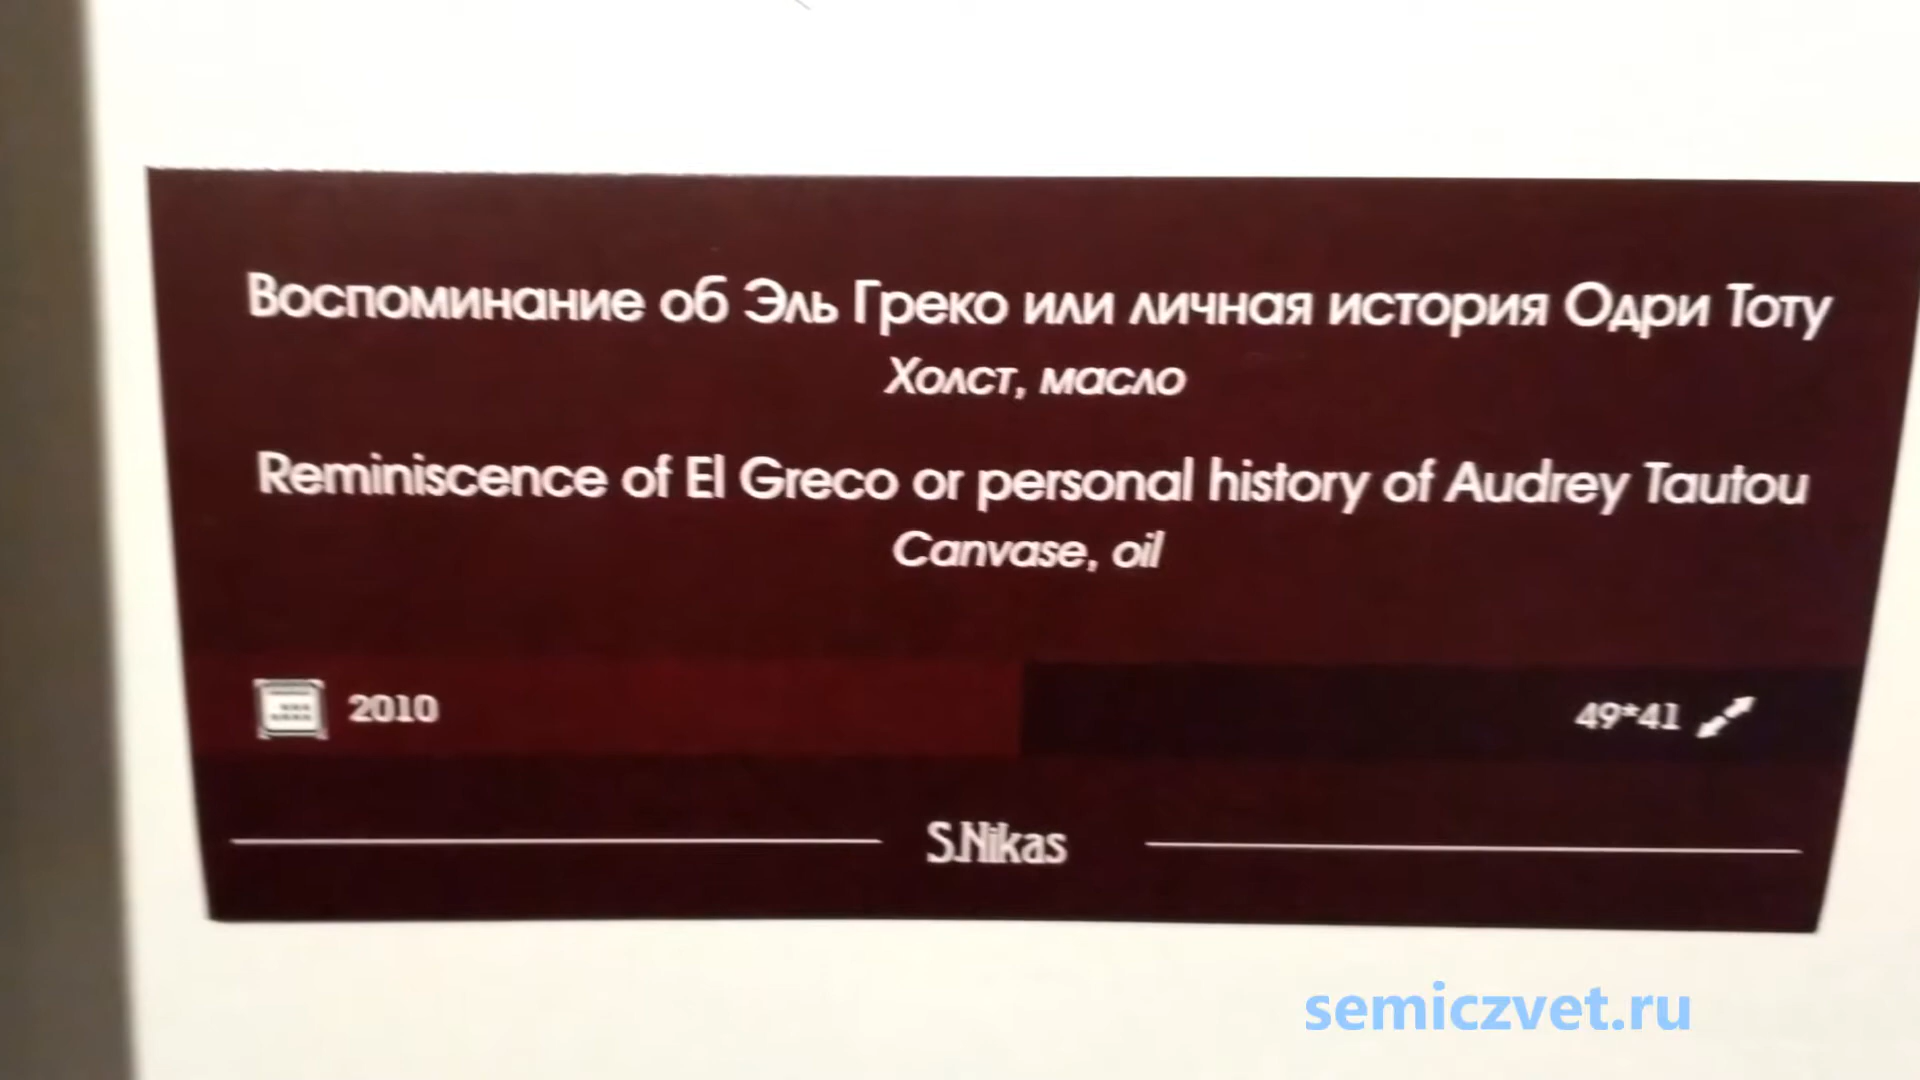 Воспоминание об Эль Греко или личная история Одри Тоту
Холст, масло
Reminiscence of El Greco or personal history of Audrey Tautou
Canvase, oil
2010
49*41
S.Nikas
semiczvet.ru